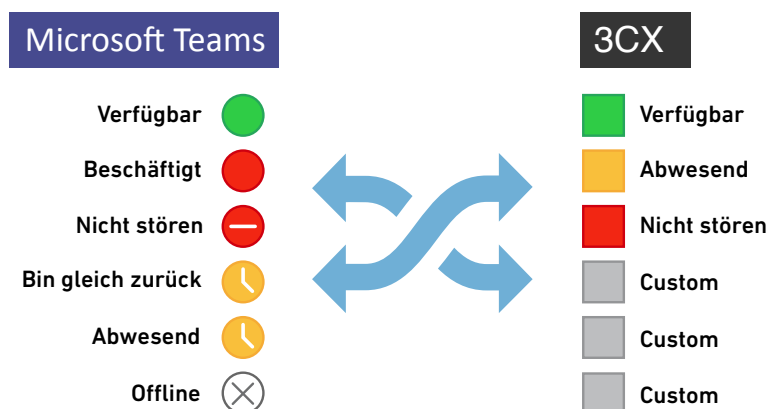 Microsoft Teams
3CX
Verfügbar
Beschäftigt
Nicht stören
Bin gleich zurück
Abwesend
Offline
Verfügbar
Abwesend
Nicht stören
Custom
Custom
Custom